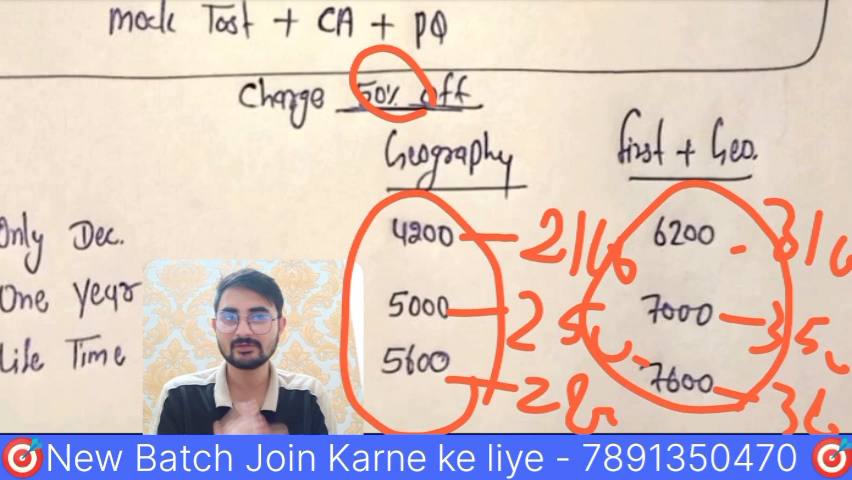 Mock Test + CA + PQ
Charge 50% off
Geography First + Geo.
Only Dec. 4200 6200
One Year 5000 7000
Life Time 5600 7600
🎯New Batch Join Karne ke liye - 7891350470 🎯